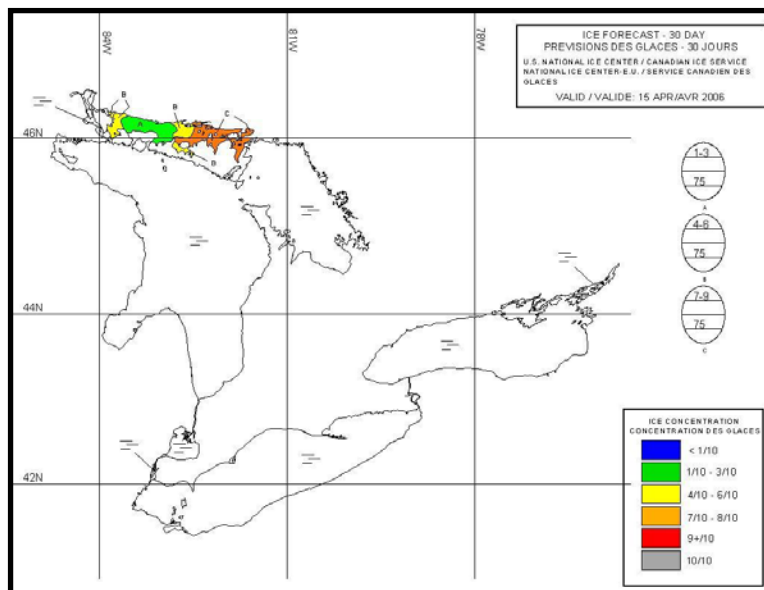 84W
81W
78W
ICE FORECAST - 30 DAY
PREVISIONS DES GLACES - 30 JOURS
U.S. NATIONAL ICE CENTER / CANADIAN ICE SERVICE
NATIONAL ICE CENTER-E.U. / SERVICE CANADIEN DES
GLACES
VALID / VALIDE: 15 APR/AVR 2006
B
B
C
A
B
46N
1-3
75
A
4-6
75
B
44N
7-9
75
C
42N
ICE CONCENTRATION
CONCENTRATION DES GLACES
< 1/10
1/10 - 3/10
4/10 - 6/10
7/10 - 8/10
9+/10
10/10